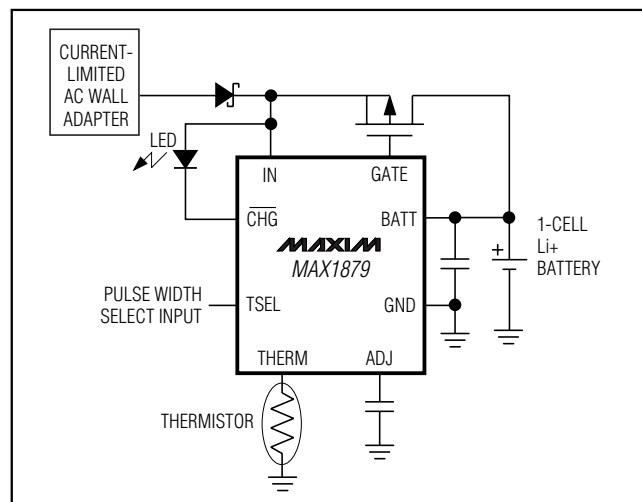 CURRENT-
LIMITED
AC WALL
ADAPTER
LED
IN
GATE
CHG
BATT
MAXIM
MAX1879
1-CELL
Li+
BATTERY
+
PULSE WIDTH
SELECT INPUT
TSEL
GND
THERM
ADJ
THERMISTOR